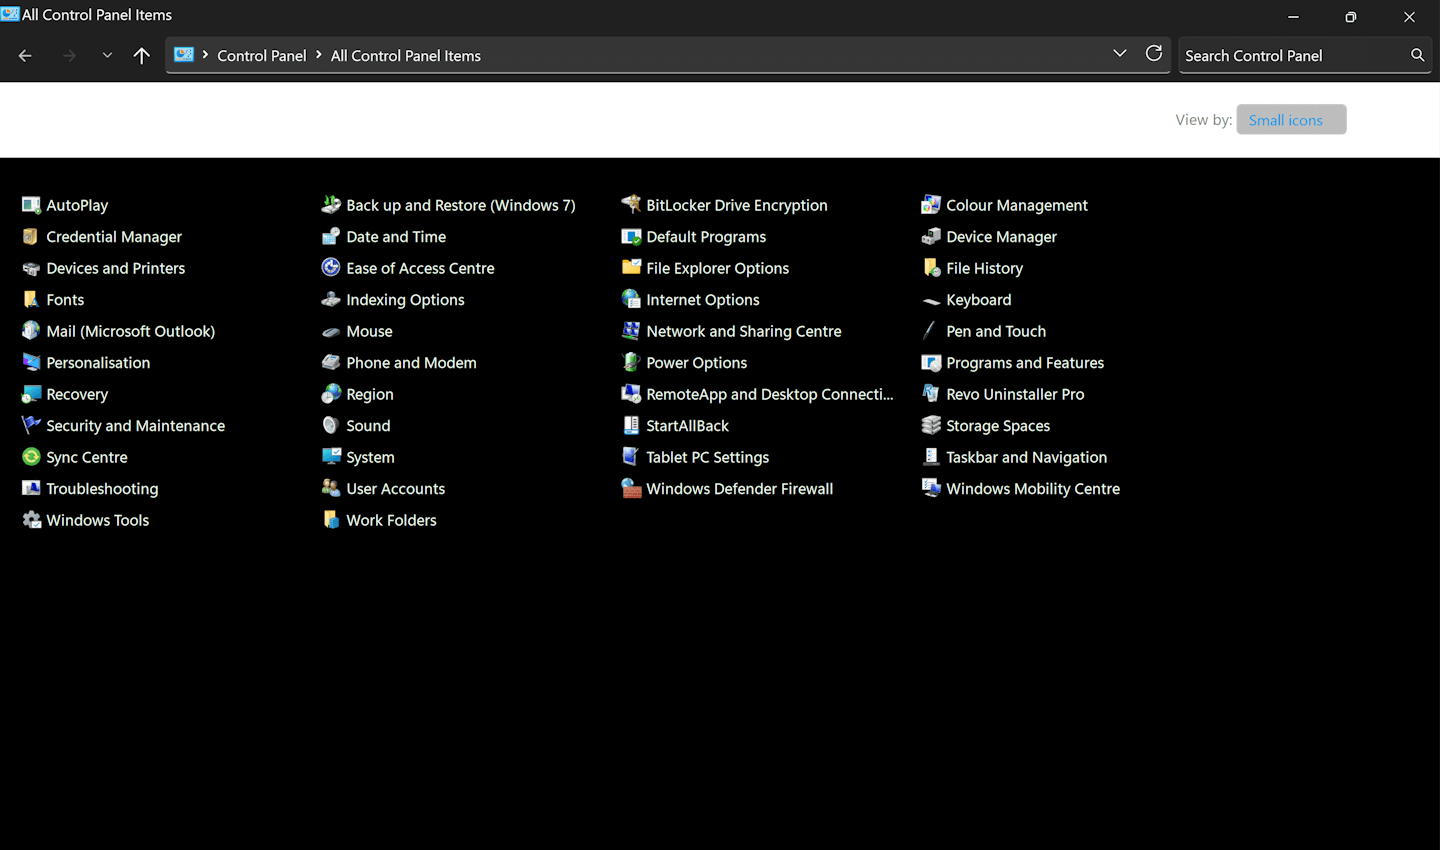 All Control Panel Items
Control Panel > All Control Panel Items
Search Control Panel
View by: Small icons
AutoPlay Back up and Restore (Windows 7) BitLocker Drive Encryption Colour Management
Credential Manager Date and Time Default Programs Device Manager
Devices and Printers Ease of Access Centre File Explorer Options File History
Fonts Indexing Options Internet Options Keyboard
Mail (Microsoft Outlook) Mouse Network and Sharing Centre Pen and Touch
Personalisation Phone and Modem Power Options Programs and Features
Recovery Region RemoteApp and Desktop Connecti... Revo Uninstaller Pro
Security and Maintenance Sound StartAllBack Storage Spaces
Sync Centre System Tablet PC Settings Taskbar and Navigation
Troubleshooting User Accounts Windows Defender Firewall Windows Mobility Centre
Windows Tools Work Folders